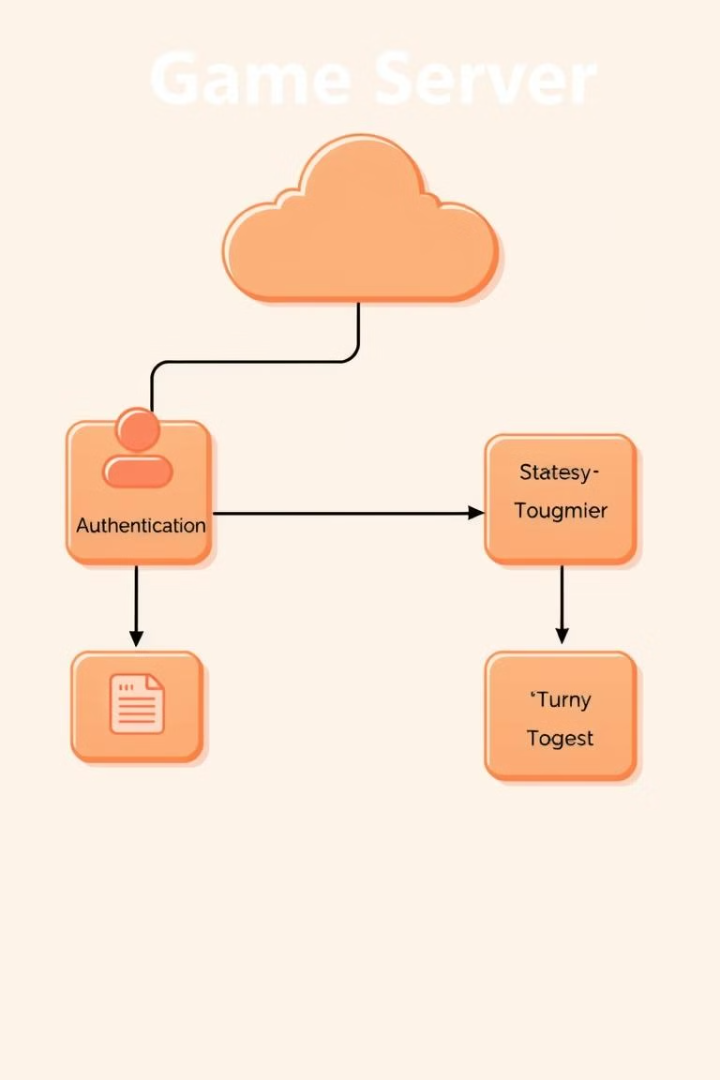 Game Server
Authentication
Statesy-
Tougmier
Turny
Togest